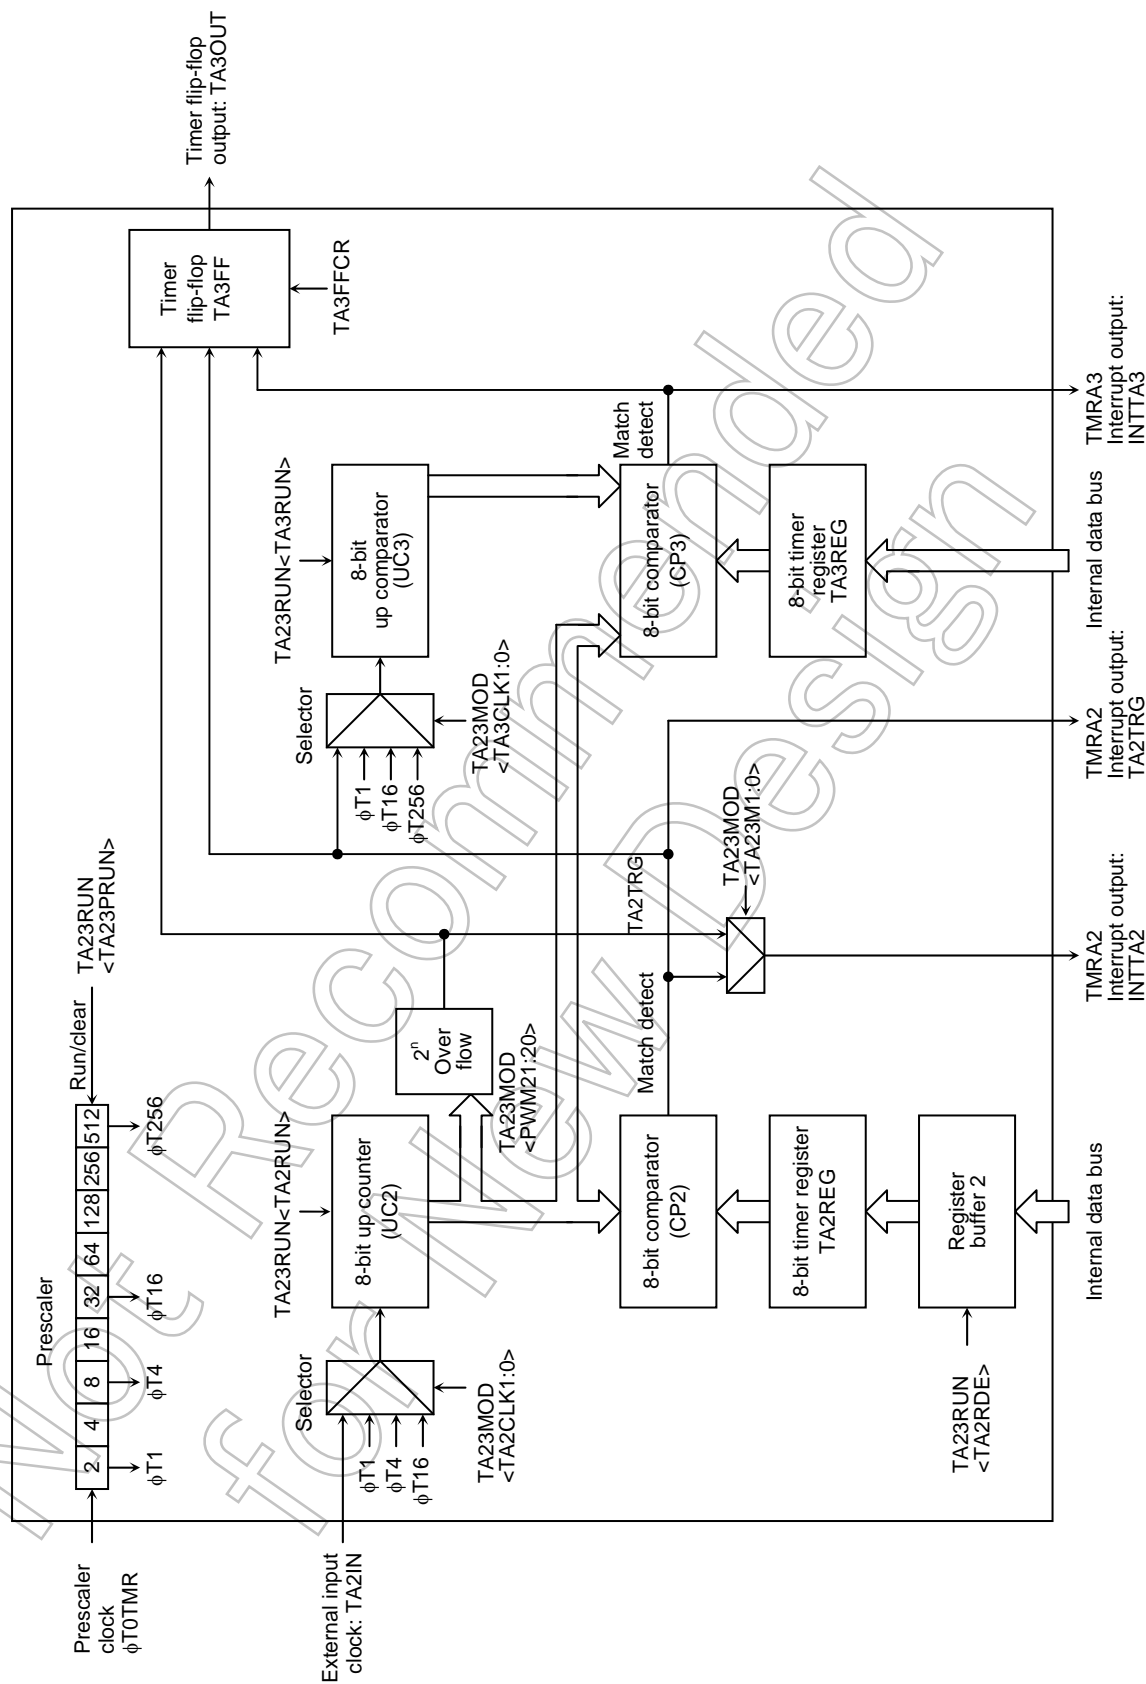 Prescaler
Prescaler
clock
φT0TMR
2 4 8 16 32 64 128 256 512
Run/clear
TA23RUN
<TA23PRUN>
φT1
φT4
φT16
φT256
External input
clock: TA2IN
Selector
φT1
φT4
φT16
TA23MOD
<TA2CLK1:0>
TA23RUN<TA2RUN>
8-bit up counter
(UC2)
2ⁿ
Over
flow
TA23MOD
<PWM21:20>
Selector
φT1
φT16
φT256
TA23MOD
<TA3CLK1:0>
TA23RUN<TA3RUN>
8-bit
up comparator
(UC3)
Timer
flip-flop
TA3FF
TA3FFCR
Timer flip-flop
output: TA3OUT
8-bit comparator
(CP2)
Match detect
TA2TRG
TA23MOD
<TA23M1:0>
8-bit comparator
(CP3)
Match
detect
8-bit timer register
TA2REG
8-bit timer
register
TA3REG
Register
buffer 2
TA23RUN
<TA2RDE>
Internal data bus
TMRA2
Interrupt output:
INTTA2
TMRA2
Interrupt output:
TA2TRG
Internal data bus
TMRA3
Interrupt output:
INTTA3
Not Recommended
for New Design